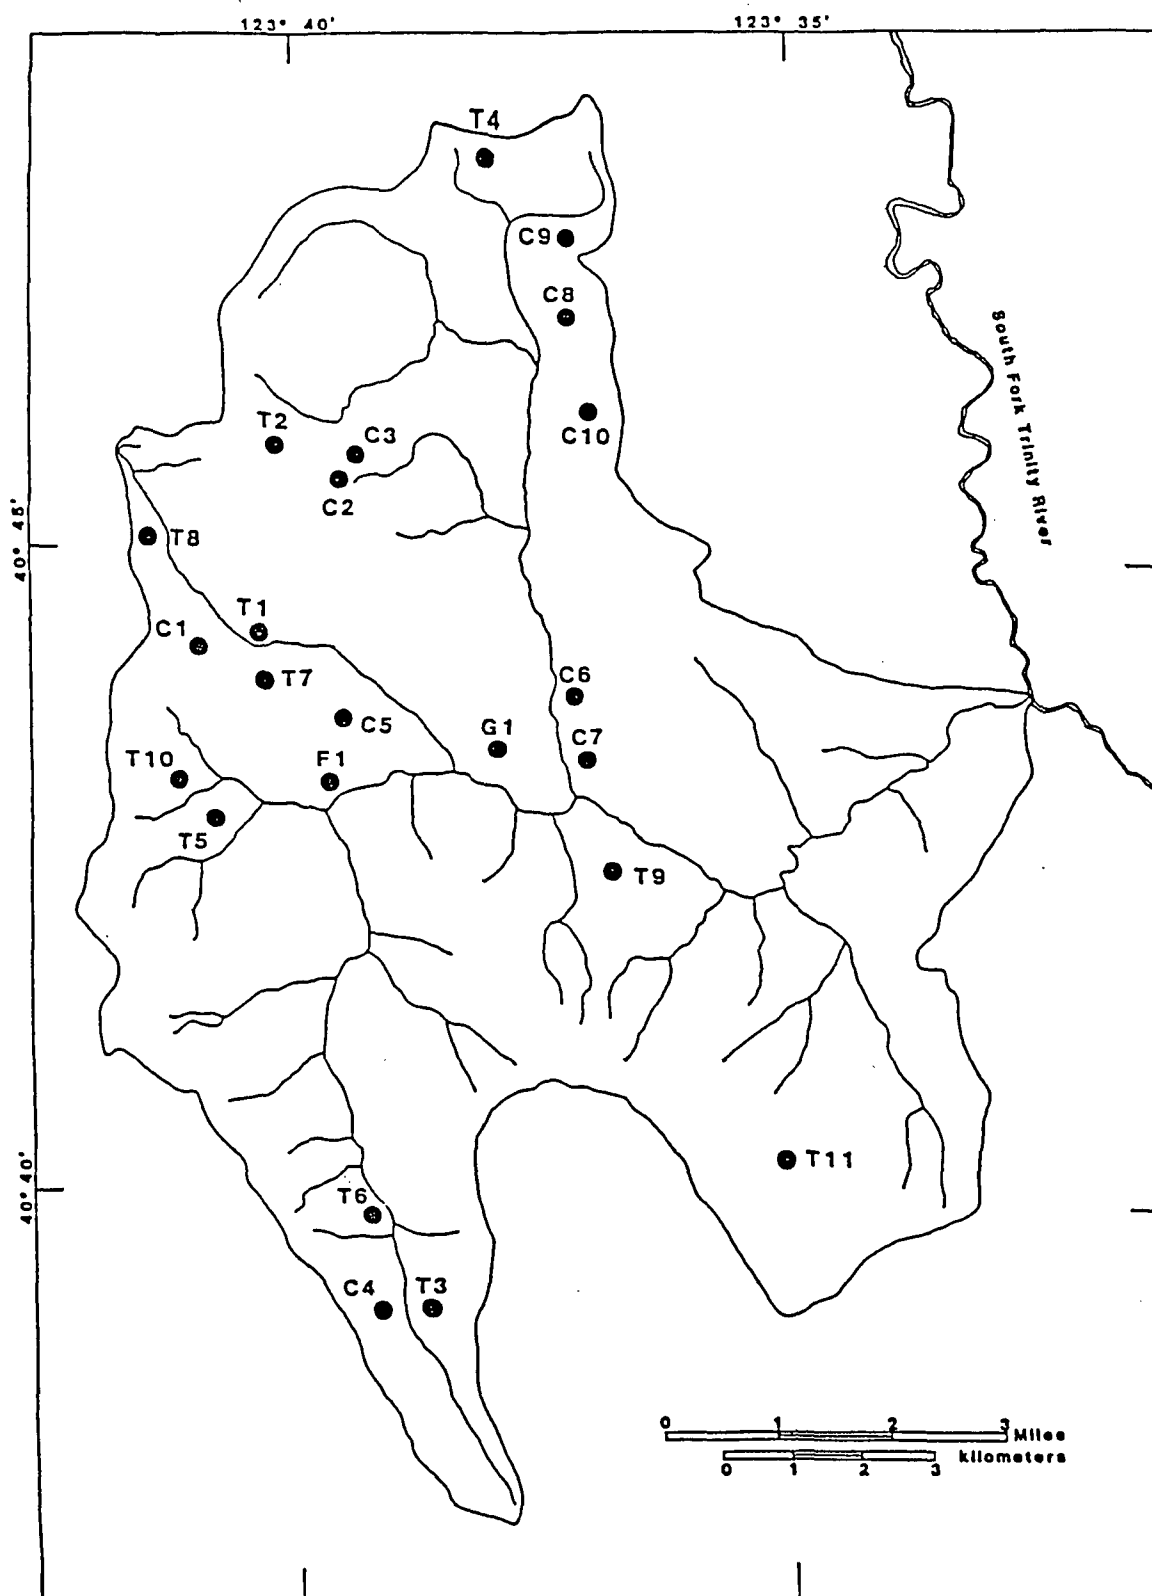 123° 40'
123° 35'
T4
C9
C8
South Fork Trinity River
C10
T2
C3
C2
T8
40° 45'
T1
C1
T7
C6
C5
G1
C7
T10
F1
T5
T9
T11
40° 40'
T6
C4
T3
0 1 2 3 Miles
0 1 2 3 kilometers